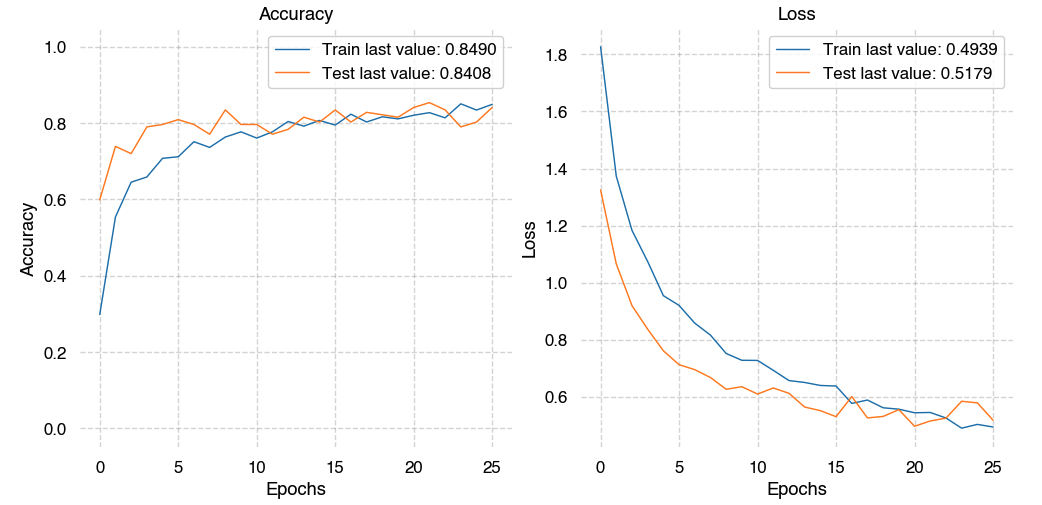 Accuracy
Train last value: 0.8490
Test last value: 0.8408
1.0
0.8
0.6
0.4
0.2
0.0
Accuracy
0 5 10 15 20 25
Epochs
Loss
Train last value: 0.4939
Test last value: 0.5179
1.8
1.6
1.4
1.2
1.0
0.8
0.6
Loss
0 5 10 15 20 25
Epochs